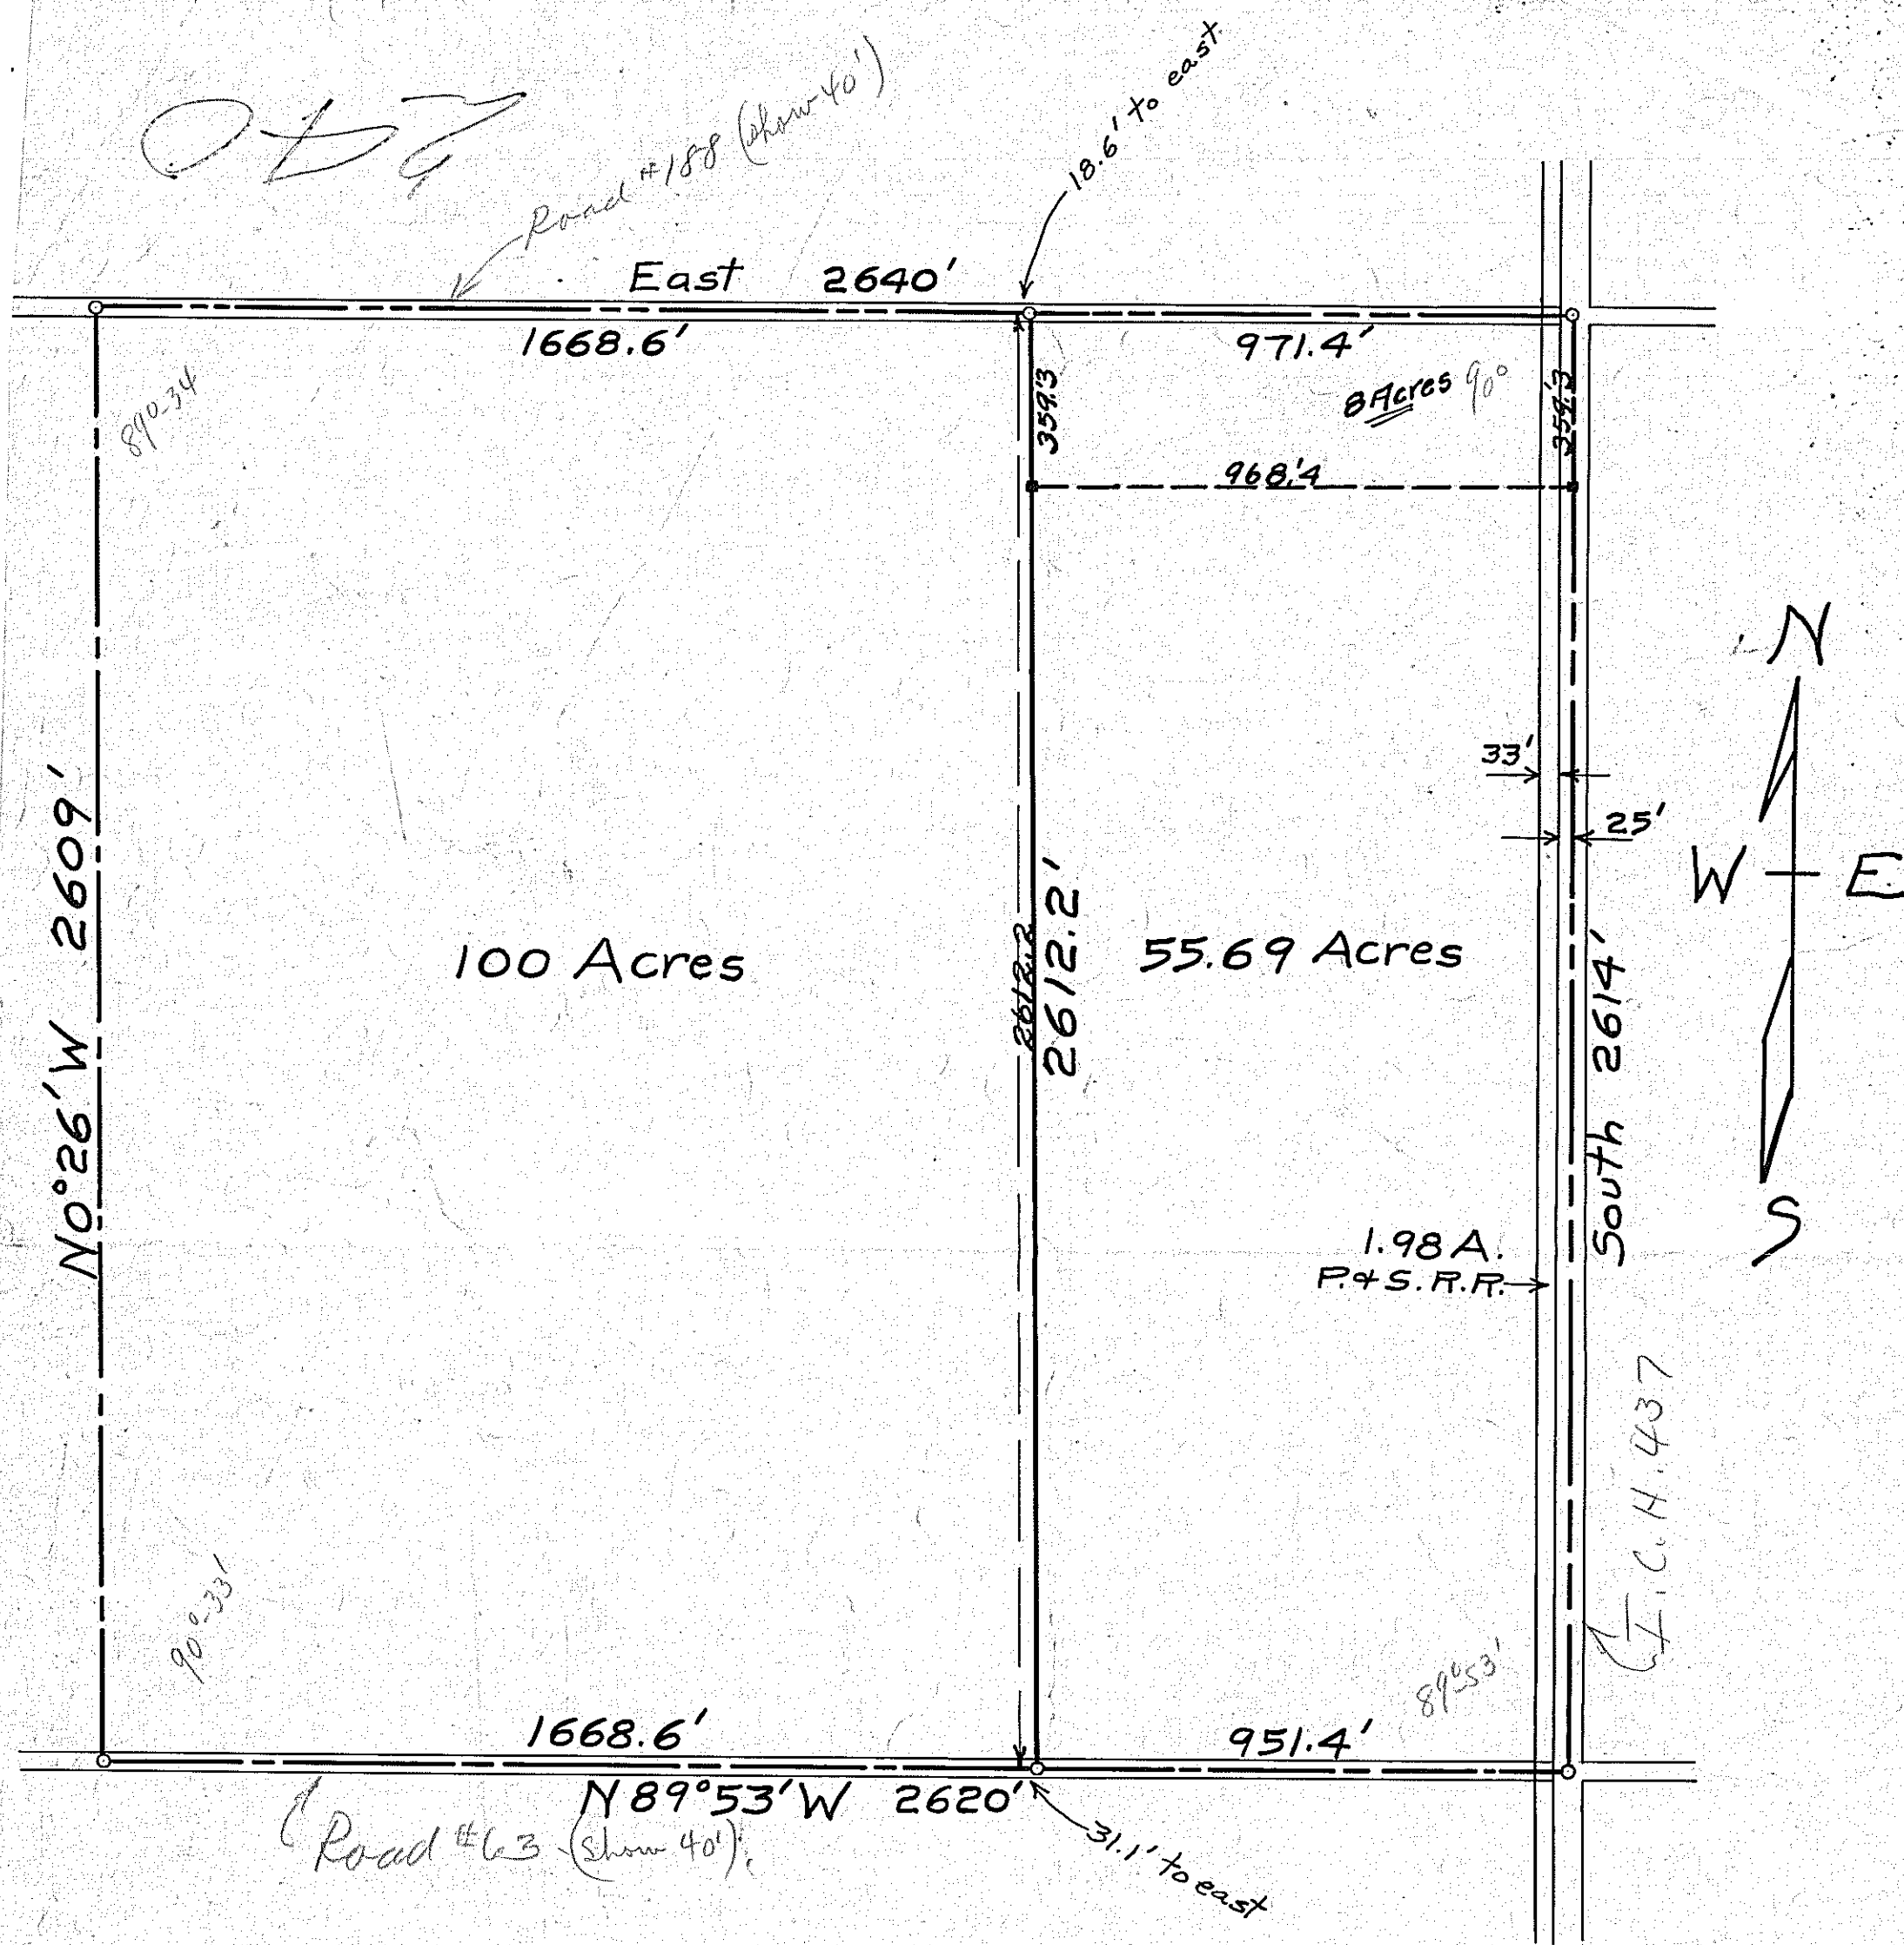 18.6' to east
Road #188 (show 40')
East 2640'
1668.6'
971.4'
89°-34
359.'3
8 Acres 90°
359.'3
968.'4
N
33'
25'
W E.
N0°26'W 2609'
100 Acres
2612.2
2612.2'
55.69 Acres
South 2614'
1.98 A.
P. & S. R.R.
S
I.C.H. 437
90°-33'
89°53'
1668.6'
951.4'
N 89°53'W 2620'
Road #63 (show 40')
31.1' to east